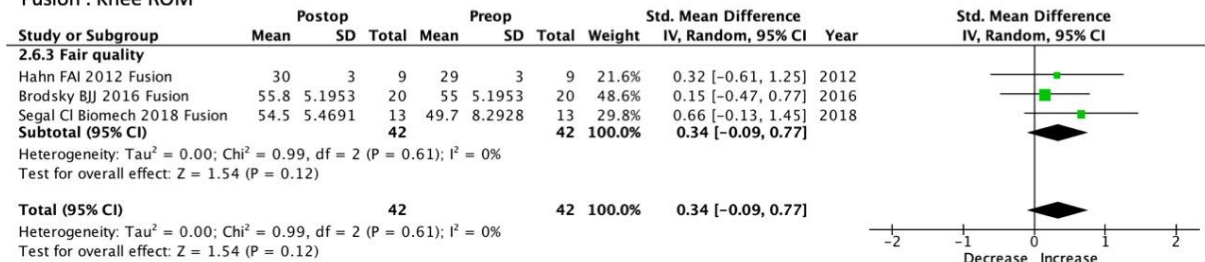 Fusion : Knee ROM
Postop Preop Std. Mean Difference Std. Mean Difference
Study or Subgroup Mean SD Total Mean SD Total Weight IV, Random, 95% CI Year IV, Random, 95% CI
2.6.3 Fair quality
Hahn FAI 2012 Fusion 30 3 9 29 3 9 21.6% 0.32 [-0.61, 1.25] 2012
Brodsky BJJ 2016 Fusion 55.8 5.1953 20 55 5.1953 20 48.6% 0.15 [-0.47, 0.77] 2016
Segal Cl Biomech 2018 Fusion 54.5 5.4691 13 49.7 8.2928 13 29.8% 0.66 [-0.13, 1.45] 2018
Subtotal (95% CI) 42 42 100.0% 0.34 [-0.09, 0.77]
Heterogeneity: Tau² = 0.00; Chi² = 0.99, df = 2 (P = 0.61); I² = 0%
Test for overall effect: Z = 1.54 (P = 0.12)
Total (95% CI) 42 42 100.0% 0.34 [-0.09, 0.77]
Heterogeneity: Tau² = 0.00; Chi² = 0.99, df = 2 (P = 0.61); I² = 0%
Test for overall effect: Z = 1.54 (P = 0.12)
-2 -1 0 1 2
Decrease Increase